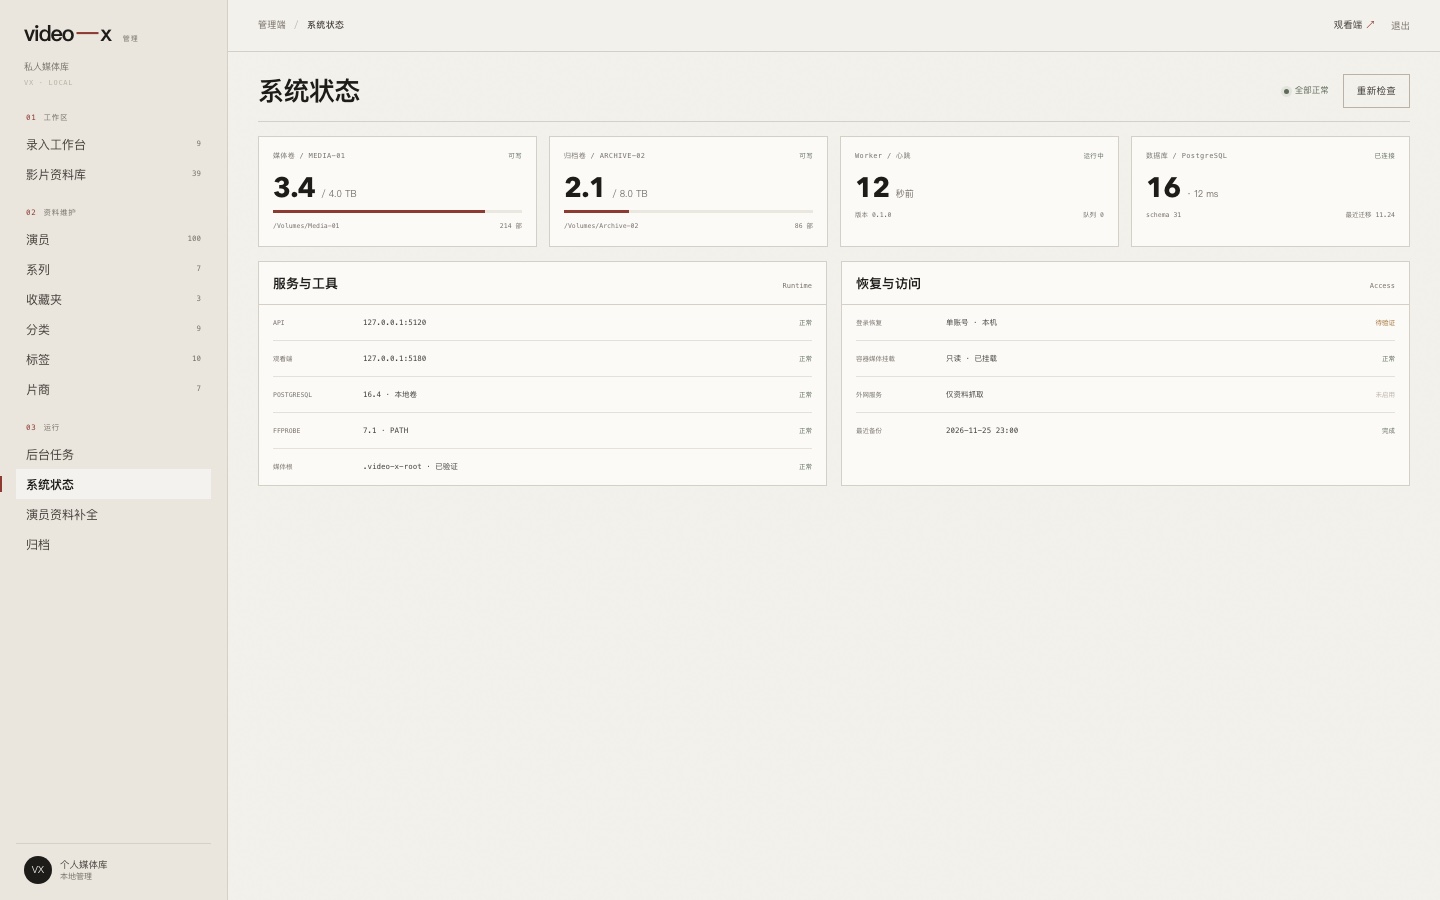 video—x 管理
私人媒体库
VX · LOCAL
01 工作区
录入工作台 9
影片资料库 39
02 资料维护
演员 100
系列 7
收藏夹 3
分类 9
标签 10
片商 7
03 运行
后台任务
系统状态
演员资料补全
归档
VX
个人媒体库
本地管理
管理端 / 系统状态
观看端 ↗ 退出
系统状态
全部正常 重新检查
媒体卷 / MEDIA-01 可写
3.4 / 4.0 TB
/Volumes/Media-01 214 部
归档卷 / ARCHIVE-02 可写
2.1 / 8.0 TB
/Volumes/Archive-02 86 部
Worker / 心跳 运行中
12 秒前
版本 0.1.0 队列 0
数据库 / PostgreSQL 已连接
16 · 12 ms
schema 31 最近迁移 11.24
服务与工具 Runtime
API 127.0.0.1:5120 正常
观看端 127.0.0.1:5180 正常
POSTGRESQL 16.4 · 本地卷 正常
FFPROBE 7.1 · PATH 正常
媒体根 .video-x-root · 已验证 正常
恢复与访问 Access
登录恢复 单账号 · 本机 待验证
容器媒体挂载 只读 · 已挂载 正常
外网服务 仅资料抓取 未启用
最近备份 2026-11-25 23:00 完成